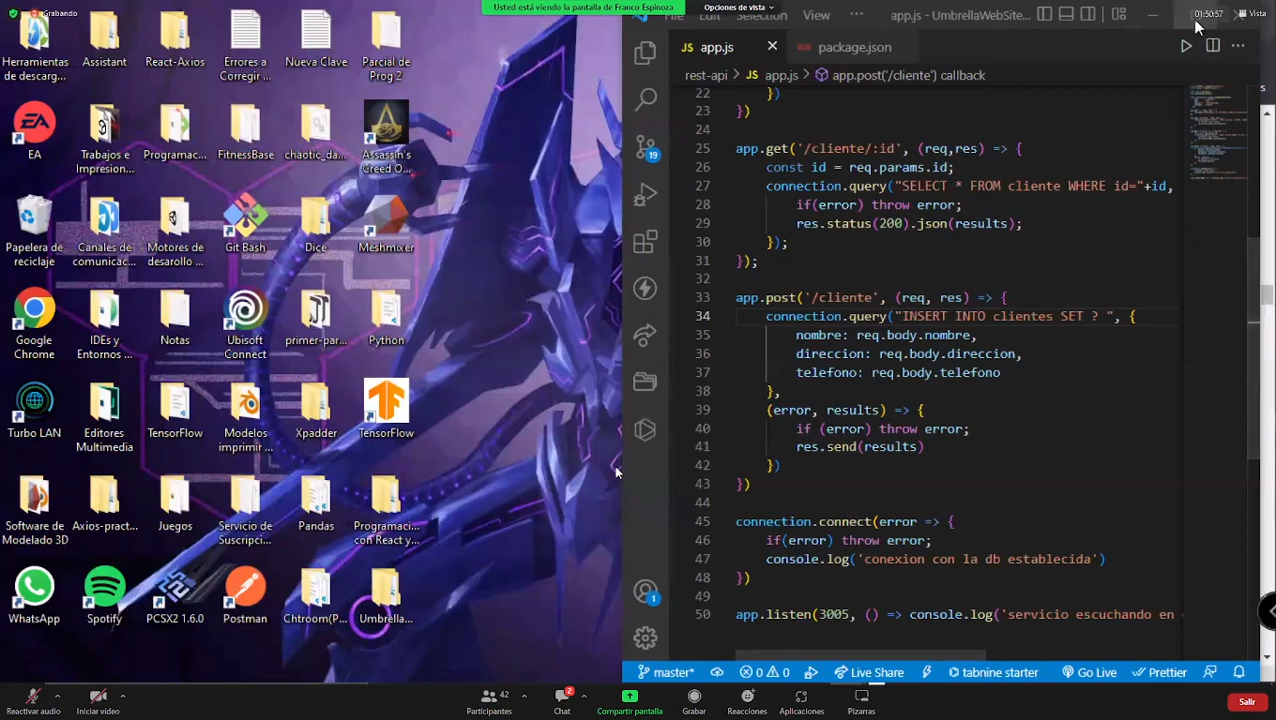 Grabando
Usted está viendo la pantalla de Franco Espinoza
Opciones de vista
01:50:57
Vista
Herramientas de descarg...
Assistant
React-Axios
Errores a Corregir ...
Nueva Clave
Parcial de Prog 2
EA
Trabajos e Impresion...
Programac...
FitnessBase
chaotic_da...
Assassin's Creed O...
Papelera de reciclaje
Canales de comunicac...
Motores de desarollo ...
Git Bash
Dice
Meshmixer
Google Chrome
IDEs y Entornos ...
Notas
Ubisoft Connect
primer-par...
Python
Turbo LAN
Editores Multimedia
TensorFlow
Modelos imprimir ...
Xpadder
TensorFlow
Software de Modelado 3D
Axios-pract...
Juegos
Servicio de Suscripci...
Pandas
Programaci... con React y...
WhatsApp
Spotify
PCSX2 1.6.0
Postman
Chtroom(P...
Umbrella...
File Edit Selection View
app.js
app.js
package.json
rest-api > JS app.js > app.post('/cliente') callback
19
1
22 })
23 })
24
25 app.get('/cliente/:id', (req,res) => {
26 const id = req.params.id
27 connection.query("SELECT * FROM cliente WHERE id="+id,
28 if(error) throw error;
29 res.status(200).json(results);
30 });
31 });
32
33 app.post('/cliente', (req, res) => {
34 connection.query("INSERT INTO clientes SET ? ", {
35 nombre: req.body.nombre,
36 direccion: req.body.direccion,
37 telefono: req.body.telefono
38 },
39 (error, results) => {
40 if (error) throw error;
41 res.send(results)
42 })
43 })
44
45 connection.connect(error => {
46 if(error) throw error;
47 console.log('conexion con la db establecida')
48 })
49
50 app.listen(3005, () => console.log('servicio escuchando en
master* 0 0 Live Share tabnine starter Go Live Prettier
Reactivar audio
Iniciar video
42
Participantes
2
Chat
Compartir pantalla
Grabar
Reacciones
Aplicaciones
Pizarras
Salir